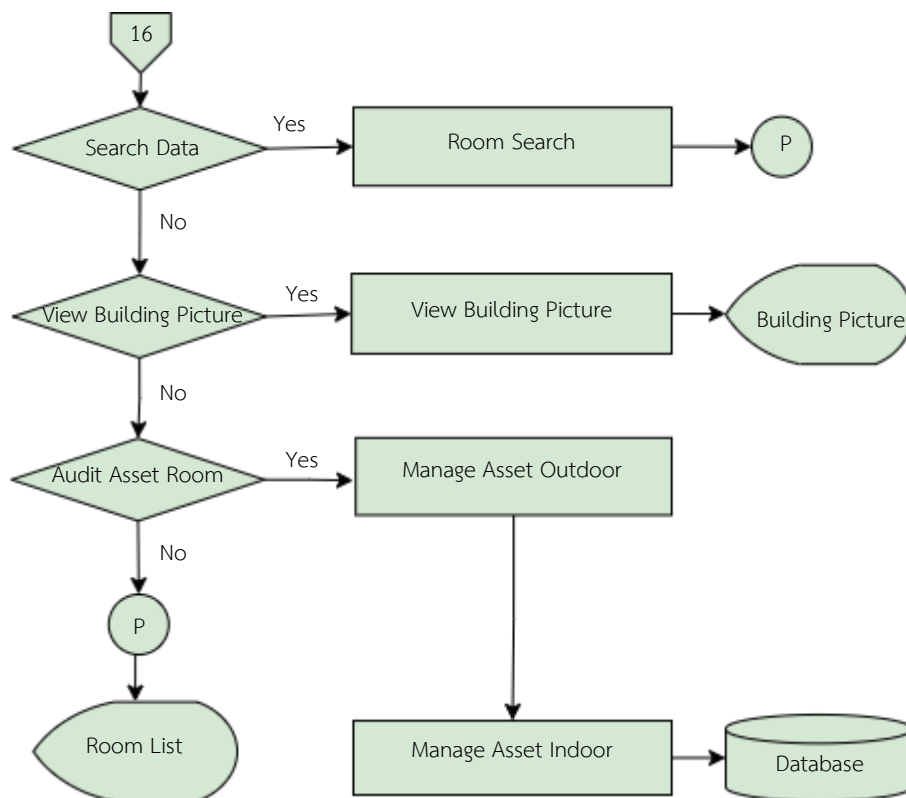 16
Search Data
Yes
Room Search
P
No
View Building Picture
Yes
View Building Picture
Building Picture
No
Audit Asset Room
Yes
Manage Asset Outdoor
No
P
Room List
Manage Asset Indoor
Database